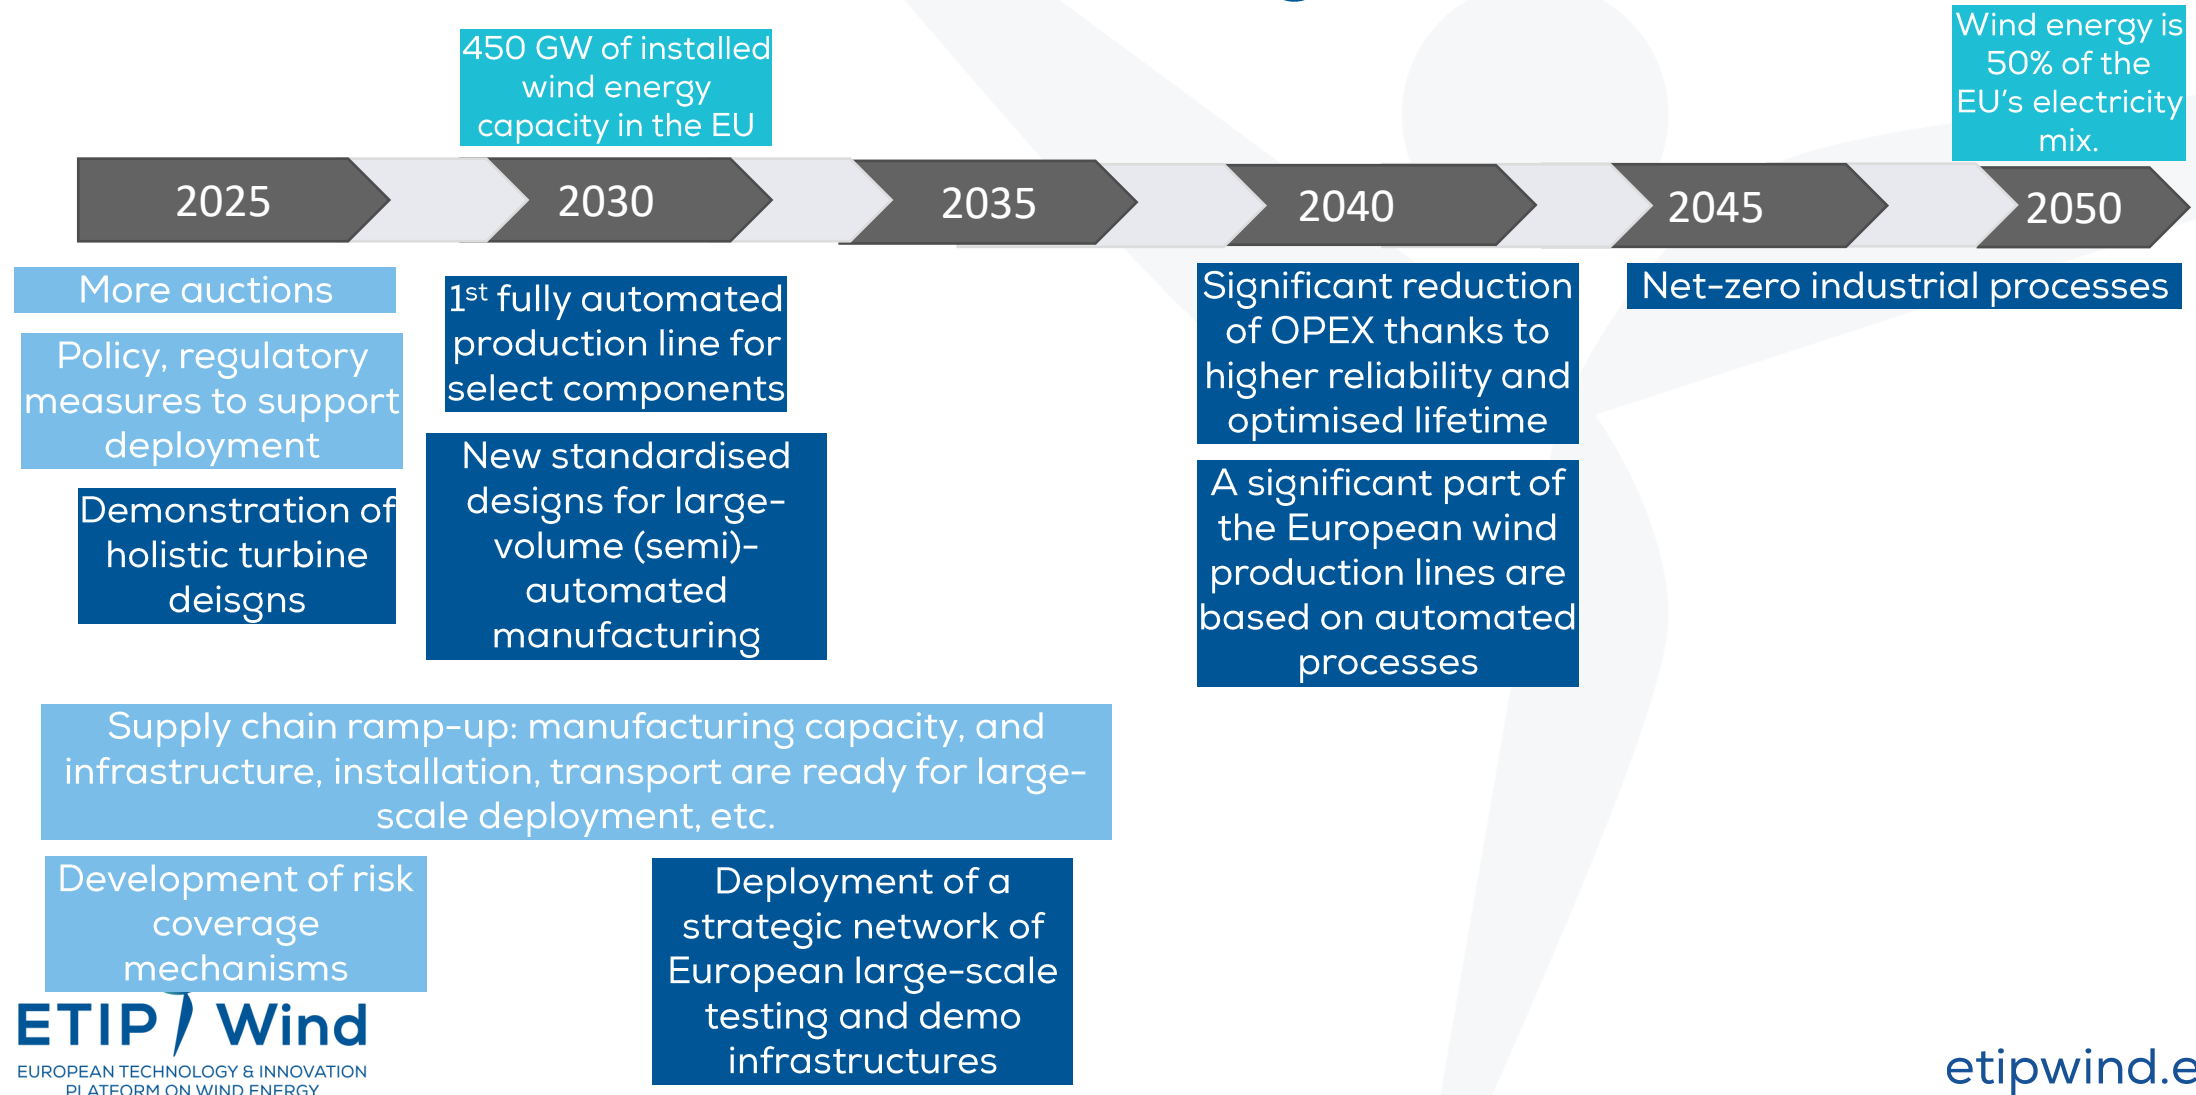 450 GW of installed
wind energy
capacity in the EU
Wind energy is
50% of the
EU's electricity
mix.
2025
2030
2035
2040
2045
2050
More auctions
Policy, regulatory
measures to support
deployment
Demonstration of
holistic turbine
deisgns
1st fully automated
production line for
select components
New standardised
designs for large-
volume (semi)-
automated
manufacturing
Significant reduction
of OPEX thanks to
higher reliability and
optimised lifetime
A significant part of
the European wind
production lines are
based on automated
processes
Net-zero industrial processes
Supply chain ramp-up: manufacturing capacity, and
infrastructure, installation, transport are ready for large-
scale deployment, etc.
Development of risk
coverage
mechanisms
Deployment of a
strategic network of
European large-scale
testing and demo
infrastructures
ETIP Wind
EUROPEAN TECHNOLOGY & INNOVATION
PLATFORM ON WIND ENERGY
etipwind.e